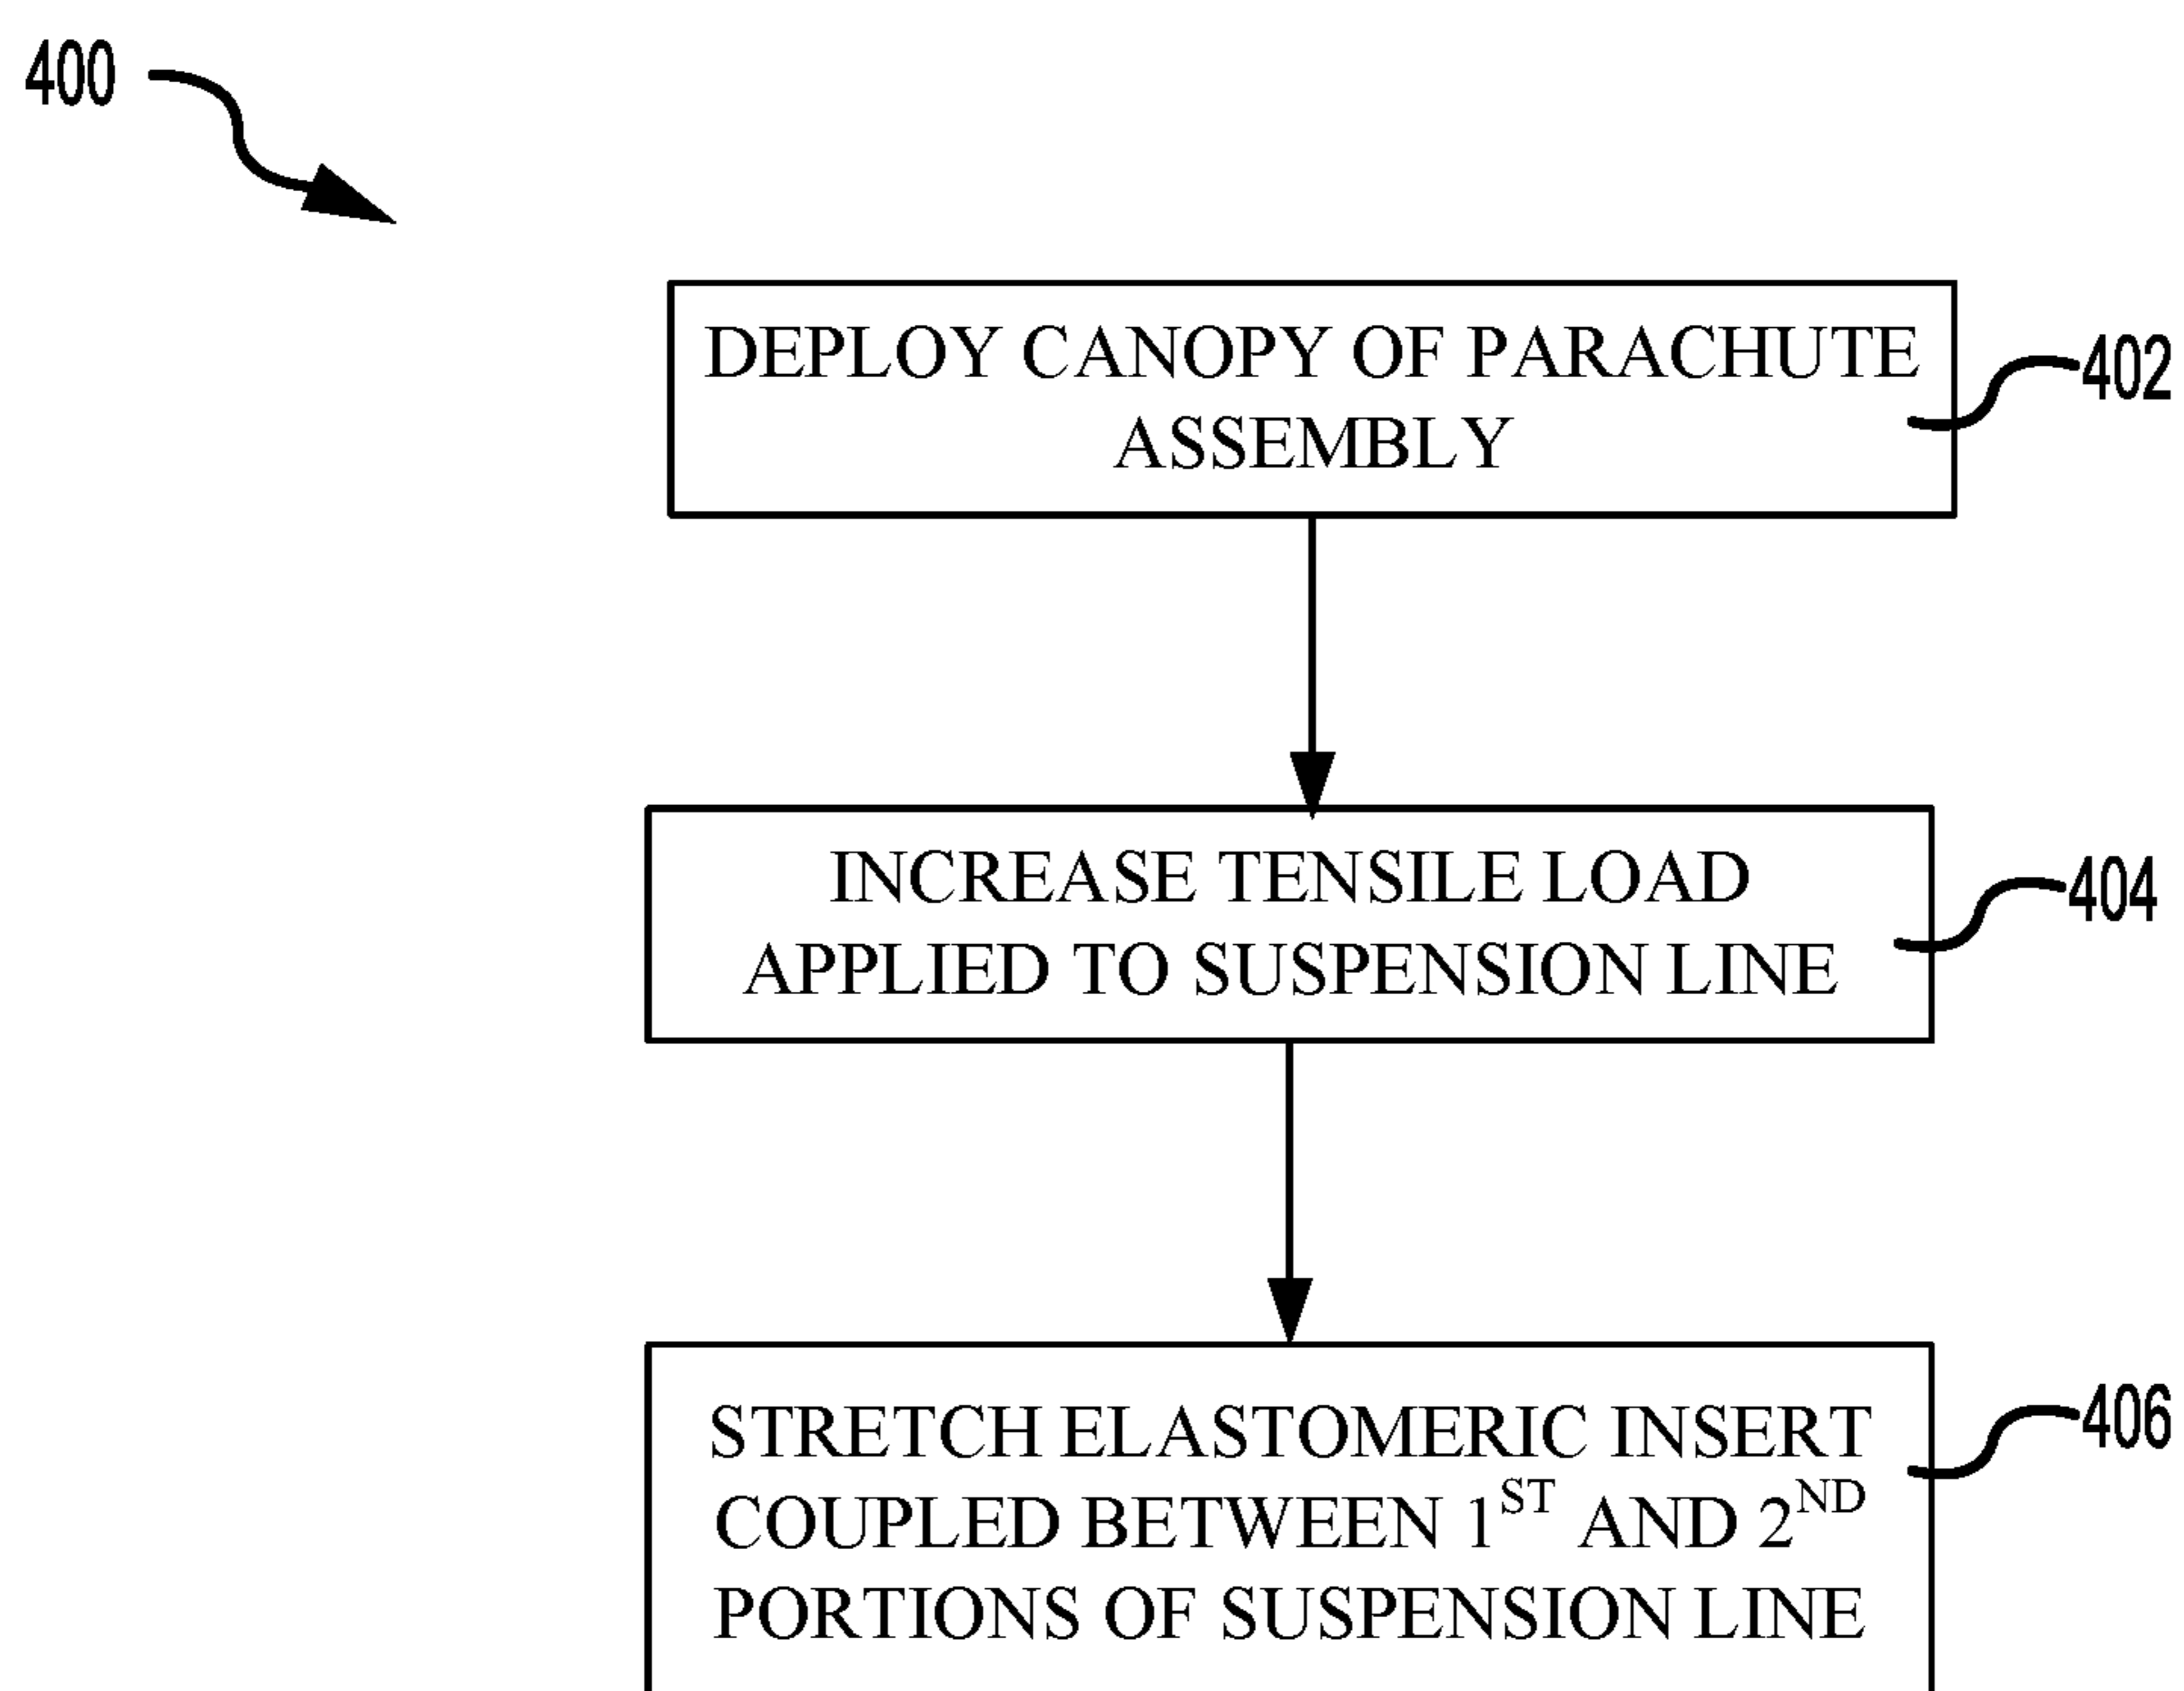 400
DEPLOY CANOPY OF PARACHUTE
ASSEMBLY
402
INCREASE TENSILE LOAD
APPLIED TO SUSPENSION LINE
404
STRETCH ELASTOMERIC INSERT
COUPLED BETWEEN 1ST AND 2ND
PORTIONS OF SUSPENSION LINE
406